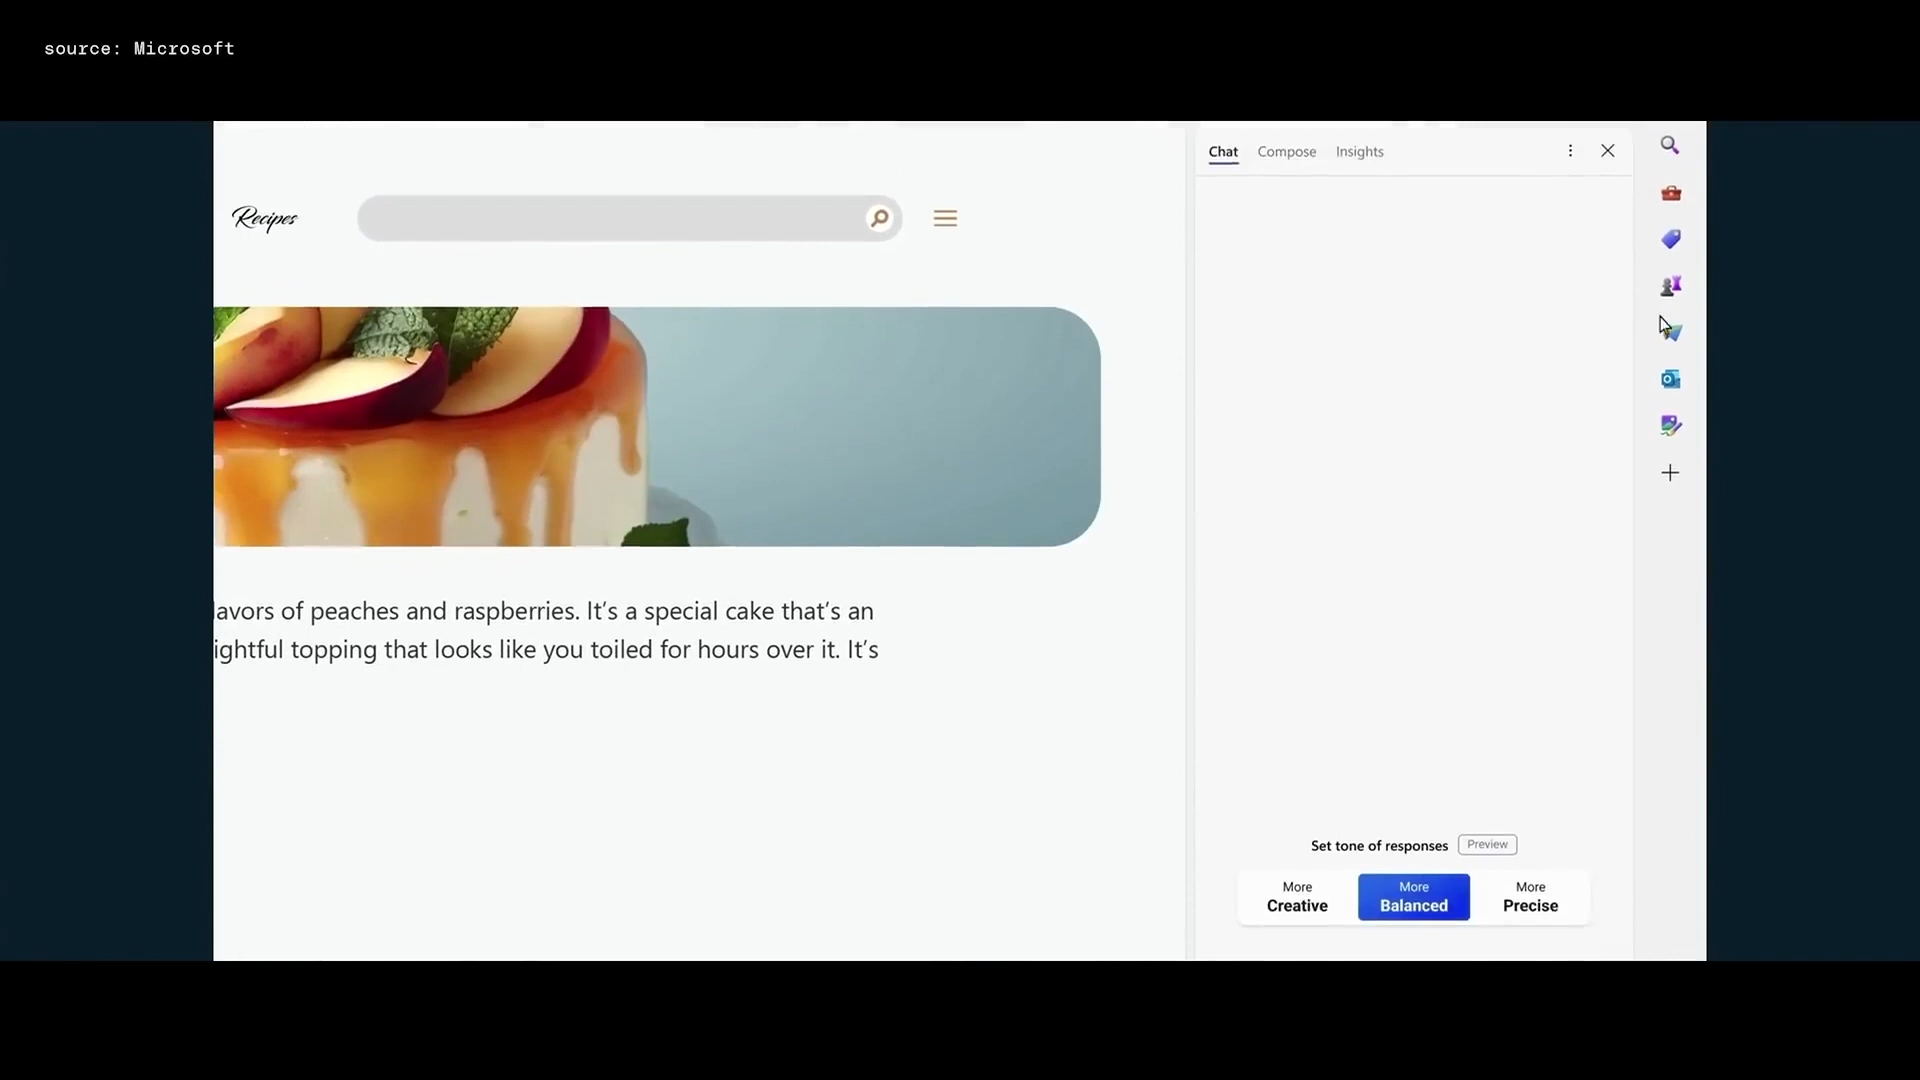 source: Microsoft
Chat Compose Insights
Recipes
lavors of peaches and raspberries. It’s a special cake that’s an
ightful topping that looks like you toiled for hours over it. It’s
Set tone of responses Preview
More Creative
More Balanced
More Precise